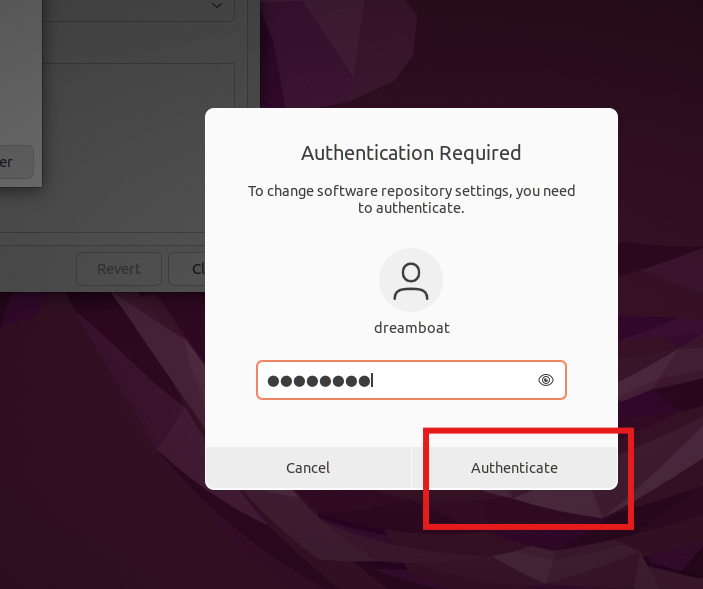 er
Revert
Cl
Authentication Required
To change software repository settings, you need
to authenticate.
dreamboat
Cancel
Authenticate